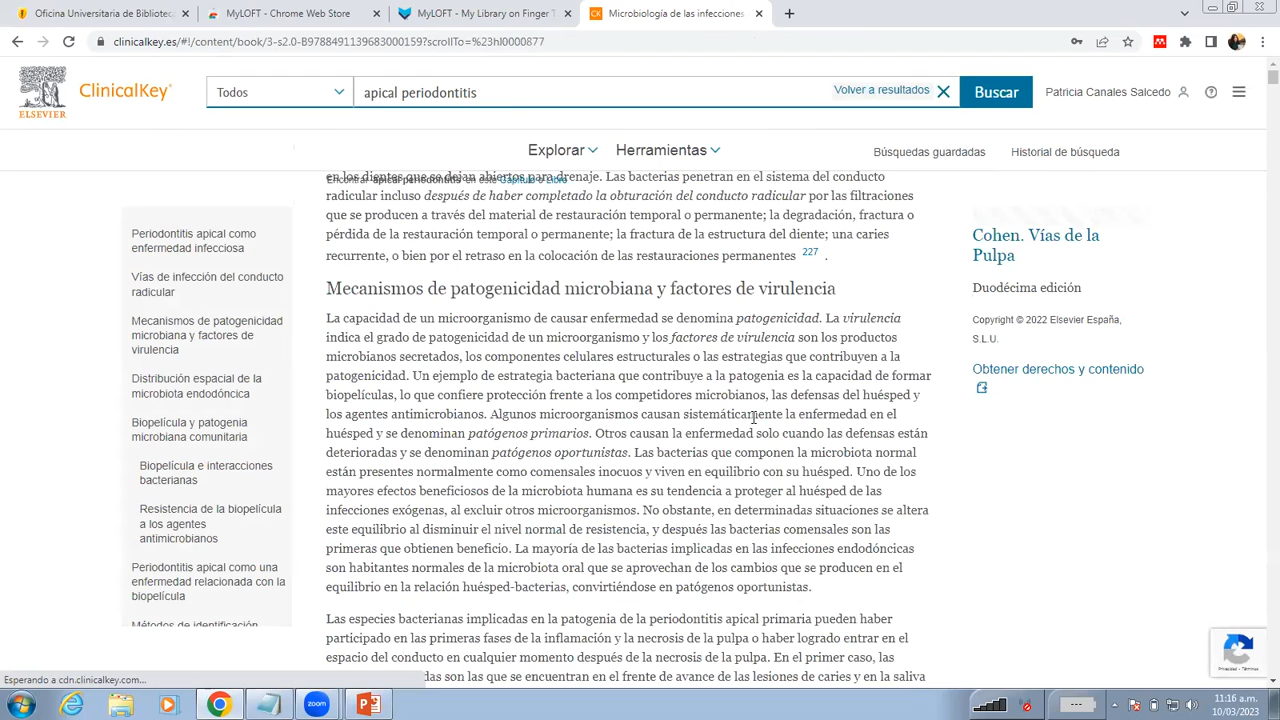 Oficina Universitaria de Bibliotec
MyLOFT - Chrome Web Store
MyLOFT - My Library on Finger T
Microbiología de las infecciones
clinicalkey.es/#!/content/book/3-s2.0-B9788491139683000159?scrollTo=%23hl0000877
ELSEVIER
ClinicalKey®
Todos
apical periodontitis
Volver a resultados
Buscar
Patricia Canales Salcedo
Explorar
Herramientas
Búsquedas guardadas
Historial de búsqueda
Periodontitis apical como
enfermedad infecciosa
Vías de infección del conducto
radicular
Mecanismos de patogenicidad
microbiana y factores de
virulencia
Distribución espacial de la
microbiota endodóncica
Biopelícula y patogenia
microbiana comunitaria
Biopelícula e interacciones
bacterianas
Resistencia de la biopelícula
a los agentes
antimicrobianos
Periodontitis apical como una
enfermedad relacionada con la
biopelícula
Métodos de identificación
en los dientes que se dejan abiertos para drenaje. Las bacterias penetran en el sistema del conducto
radicular incluso después de haber completado la obturación del conducto radicular por las filtraciones
que se producen a través del material de restauración temporal o permanente; la degradación, fractura o
pérdida de la restauración temporal o permanente; la fractura de la estructura del diente; una caries
recurrente, o bien por el retraso en la colocación de las restauraciones permanentes 227 .
Mecanismos de patogenicidad microbiana y factores de virulencia
La capacidad de un microorganismo de causar enfermedad se denomina patogenicidad. La virulencia
indica el grado de patogenicidad de un microorganismo y los factores de virulencia son los productos
microbianos secretados, los componentes celulares estructurales o las estrategias que contribuyen a la
patogenicidad. Un ejemplo de estrategia bacteriana que contribuye a la patogenia es la capacidad de formar
biopelículas, lo que confiere protección frente a los competidores microbianos, las defensas del huésped y
los agentes antimicrobianos. Algunos microorganismos causan sistemáticamente la enfermedad en el
huésped y se denominan patógenos primarios. Otros causan la enfermedad solo cuando las defensas están
deterioradas y se denominan patógenos oportunistas. Las bacterias que componen la microbiota normal
están presentes normalmente como comensales inocuos y viven en equilibrio con su huésped. Uno de los
mayores efectos beneficiosos de la microbiota humana es su tendencia a proteger al huésped de las
infecciones exógenas, al excluir otros microorganismos. No obstante, en determinadas situaciones se altera
este equilibrio al disminuir el nivel normal de resistencia, y después las bacterias comensales son las
primeras que obtienen beneficio. La mayoría de las bacterias implicadas en las infecciones endodóncicas
son habitantes normales de la microbiota oral que se aprovechan de los cambios que se producen en el
equilibrio en la relación huésped-bacterias, convirtiéndose en patógenos oportunistas.
Las especies bacterianas implicadas en la patogenia de la periodontitis apical primaria pueden haber
participado en las primeras fases de la inflamación y la necrosis de la pulpa o haber logrado entrar en el
espacio del conducto en cualquier momento después de la necrosis de la pulpa. En el primer caso, las
das son las que se encuentran en el frente de avance de las lesiones de caries y en la saliva
Cohen. Vías de la
Pulpa
Duodécima edición
Copyright © 2022 Elsevier España,
S.L.U.
Obtener derechos y contenido
Privacidad - Términos
Esperando a cdn.clinicalkey.com...
zoom
11:16 a.m.
10/03/2023